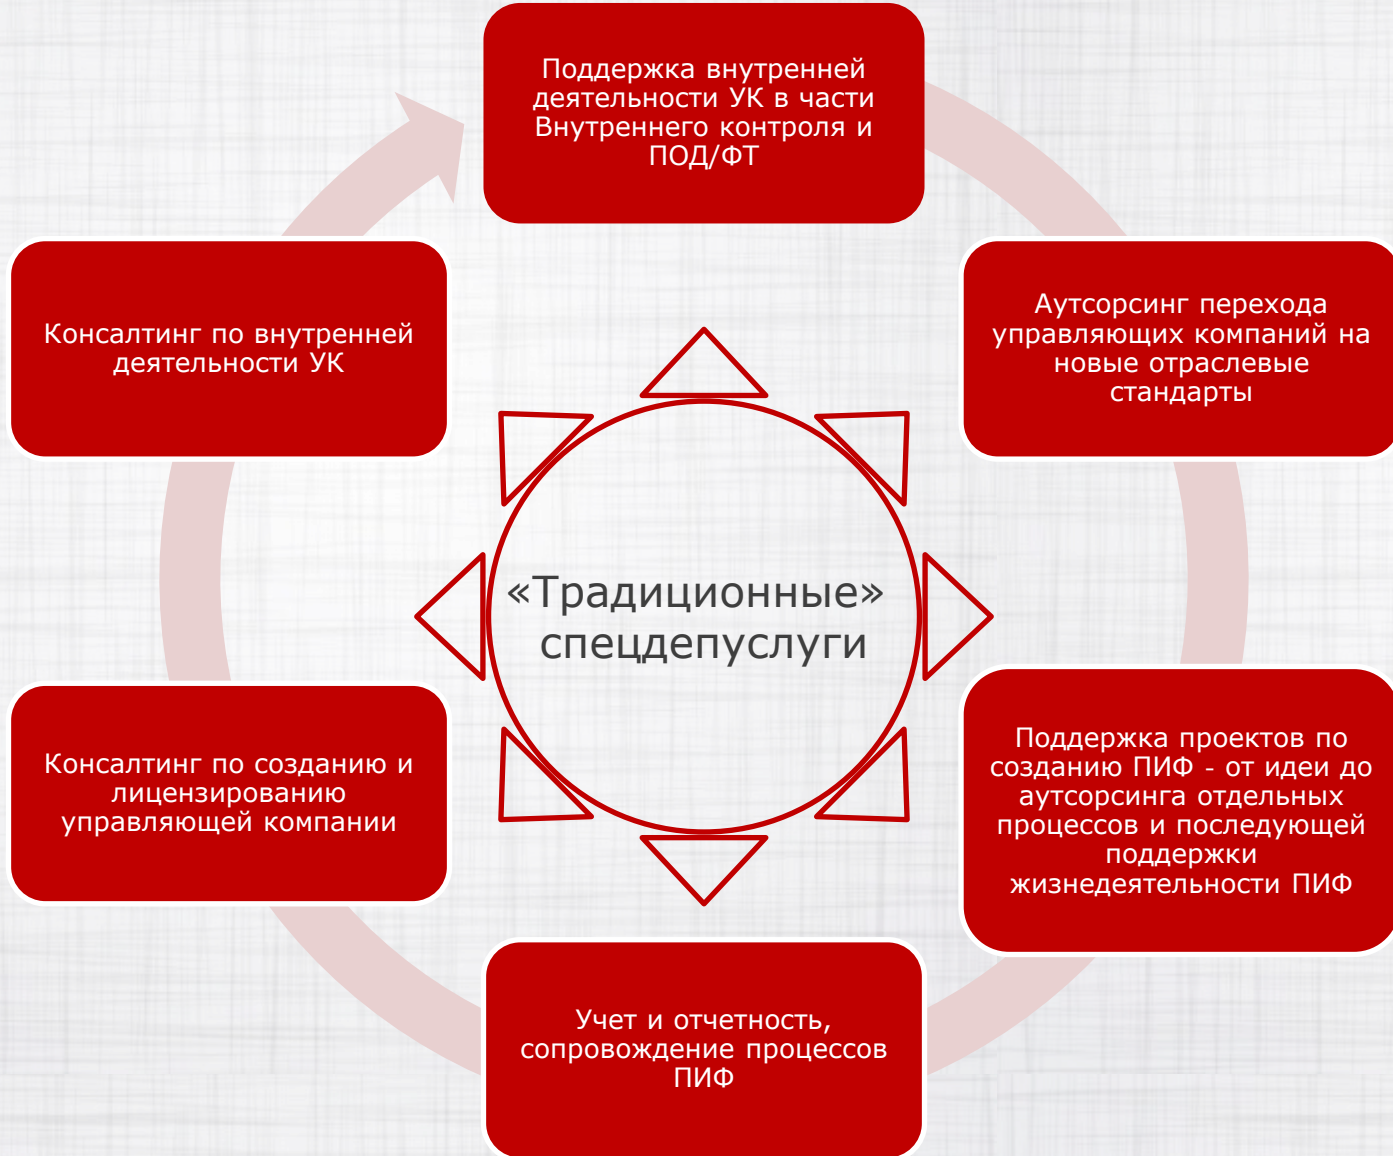 Поддержка внутренней
деятельности УК в части
Внутреннего контроля и
ПОД/ФТ
Аутсорсинг перехода
управляющих компаний на
новые отраслевые
стандарты
Поддержка проектов по
созданию ПИФ - от идеи до
аутсорсинга отдельных
процессов и последующей
поддержки
жизнедеятельности ПИФ
Учет и отчетность,
сопровождение процессов
ПИФ
Консалтинг по созданию и
лицензированию
управляющей компании
Консалтинг по внутренней
деятельности УК
«Традиционные»
спецдепуслуги